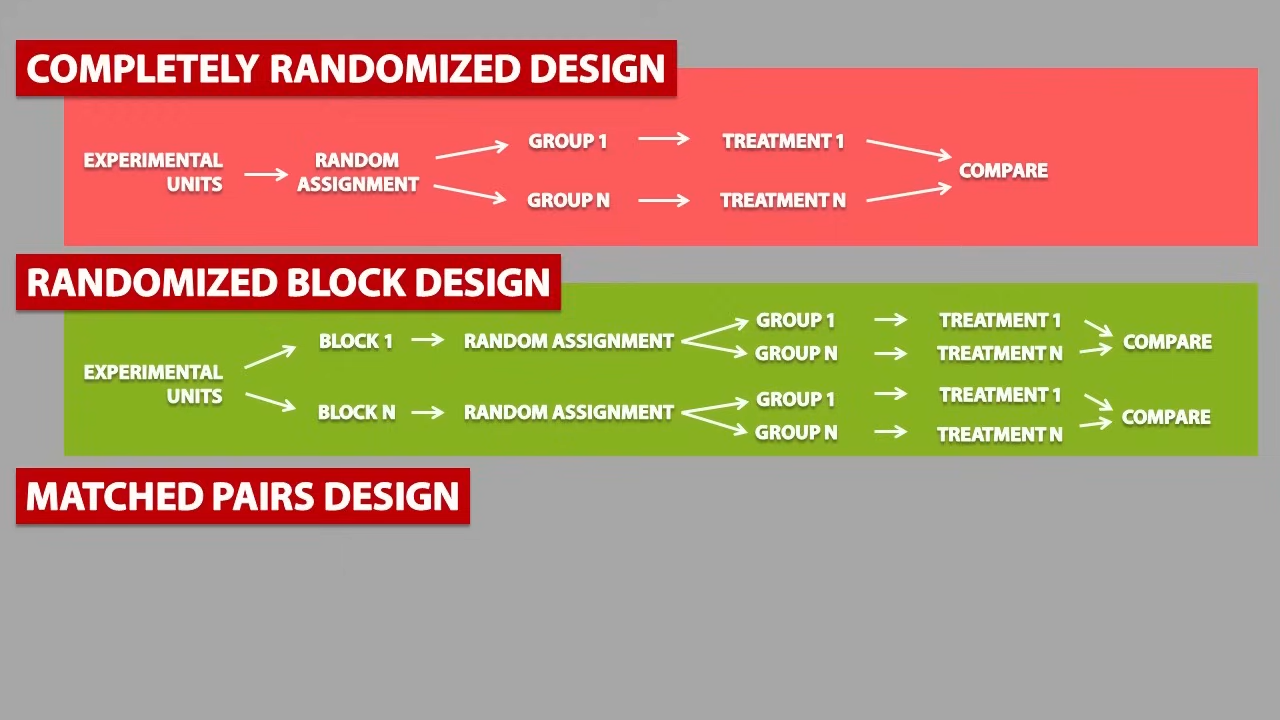 COMPLETELY RANDOMIZED DESIGN
EXPERIMENTAL
UNITS
RANDOM
ASSIGNMENT
GROUP 1
TREATMENT 1
GROUP N
TREATMENT N
COMPARE
RANDOMIZED BLOCK DESIGN
EXPERIMENTAL
UNITS
BLOCK 1
RANDOM ASSIGNMENT
GROUP 1
TREATMENT 1
GROUP N
TREATMENT N
COMPARE
BLOCK N
RANDOM ASSIGNMENT
GROUP 1
TREATMENT 1
GROUP N
TREATMENT N
COMPARE
MATCHED PAIRS DESIGN